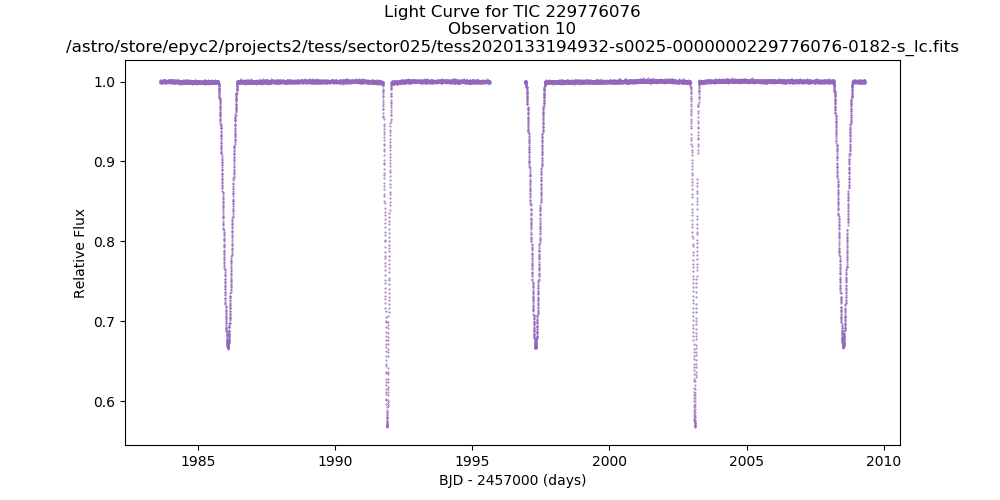 Light Curve for TIC 229776076
Observation 10
/astro/store/epyc2/projects2/tess/sector025/tess2020133194932-s0025-0000000229776076-0182-s_lc.fits
1.0
0.9
0.8
0.7
0.6
Relative Flux
1985
1990
1995
2000
2005
2010
BJD - 2457000 (days)